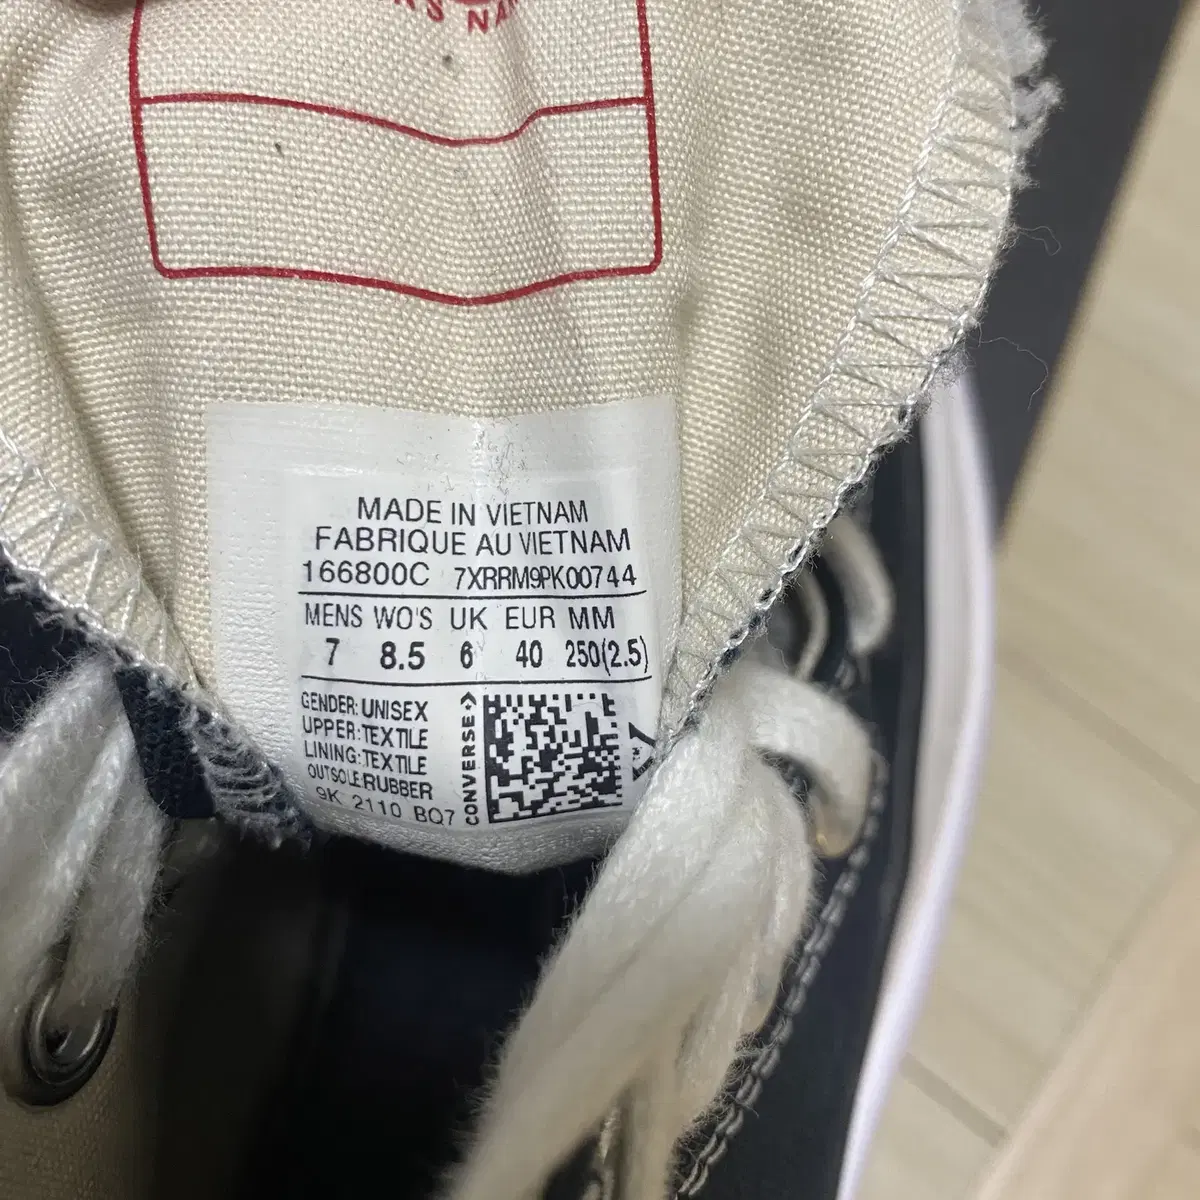 MADE IN VIETNAM
FABRIQUE AU VIETNAM
166800C 7XRRM9PK00744
MENS WO'S UK EUR MM
7 8.5 6 40 250(2.5)
GENDER: UNISEX
UPPER: TEXTILE
LINING: TEXTILE
OUTSOLE: RUBBER
9K 2110 BQ7
CONVERSE